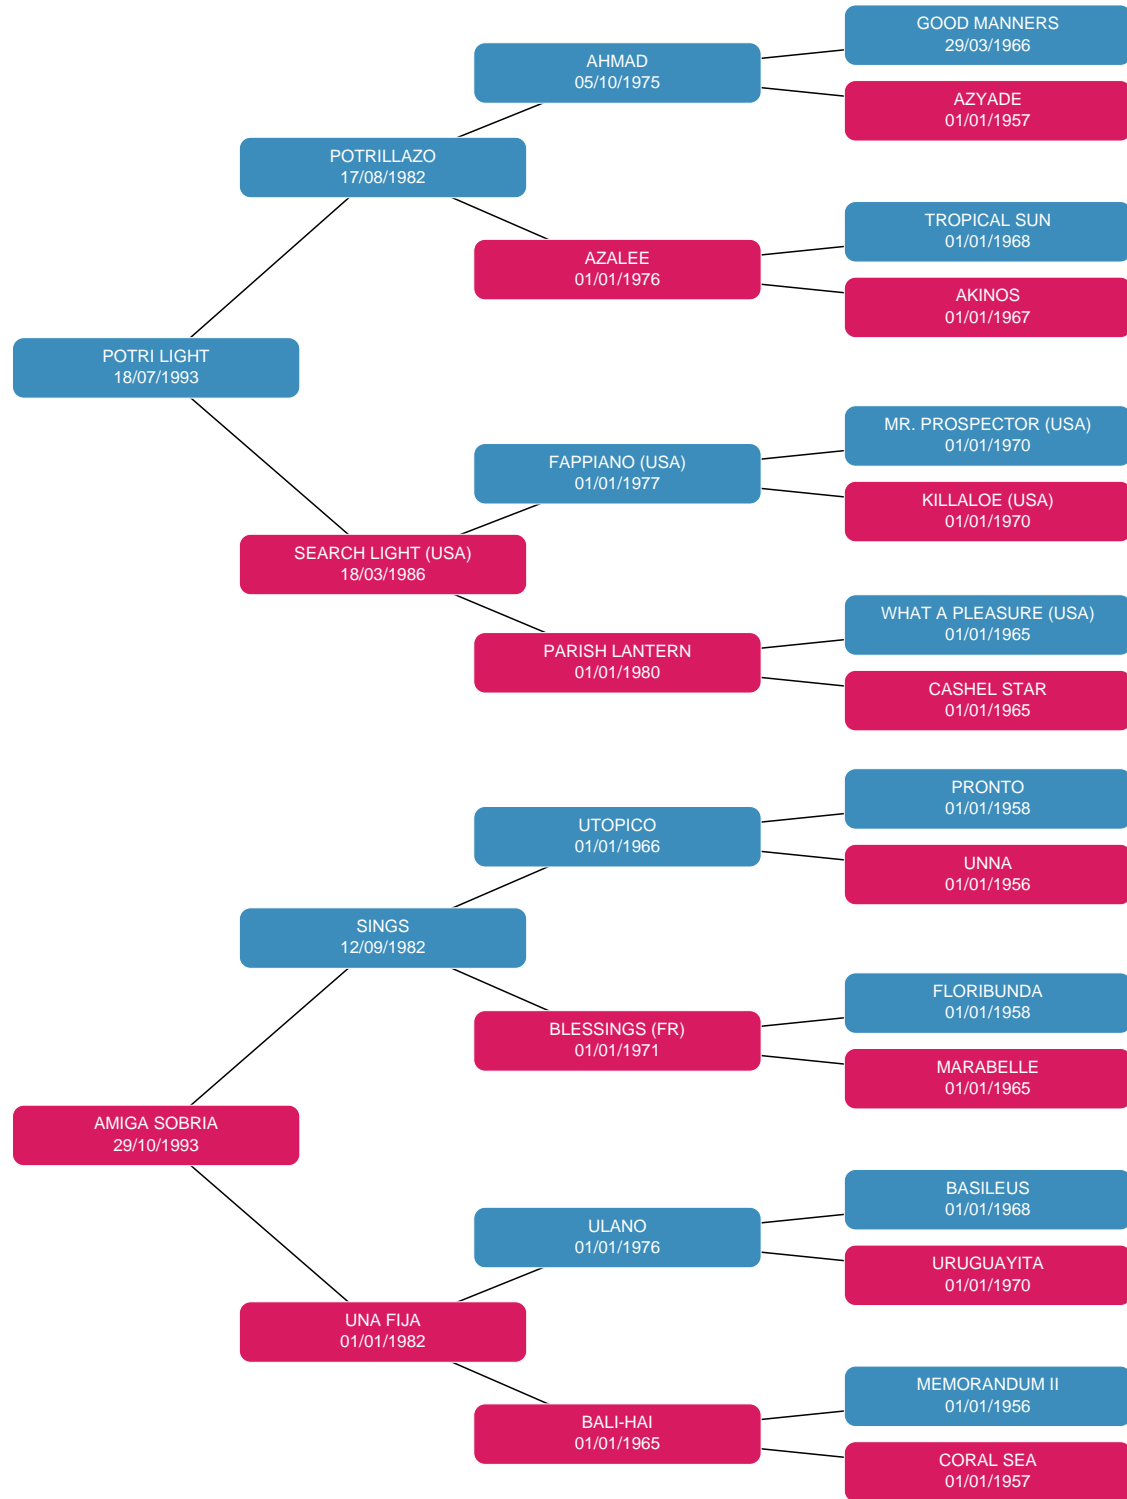 GOOD MANNERS
29/03/1966
AHMAD
05/10/1975
AZYADE
01/01/1957
POTRILLAZO
17/08/1982
TROPICAL SUN
01/01/1968
AZALEE
01/01/1976
AKINOS
01/01/1967
POTRI LIGHT
18/07/1993
MR. PROSPECTOR (USA)
01/01/1970
FAPPIANO (USA)
01/01/1977
KILLALOE (USA)
01/01/1970
SEARCH LIGHT (USA)
18/03/1986
WHAT A PLEASURE (USA)
01/01/1965
PARISH LANTERN
01/01/1980
CASHEL STAR
01/01/1965
PRONTO
01/01/1958
UTOPICO
01/01/1966
UNNA
01/01/1956
SINGS
12/09/1982
FLORIBUNDA
01/01/1958
BLESSINGS (FR)
01/01/1971
MARABELLE
01/01/1965
AMIGA SOBRIA
29/10/1993
BASILEUS
01/01/1968
ULANO
01/01/1976
URUGUAYITA
01/01/1970
UNA FIJA
01/01/1982
MEMORANDUM II
01/01/1956
BALI-HAI
01/01/1965
CORAL SEA
01/01/1957